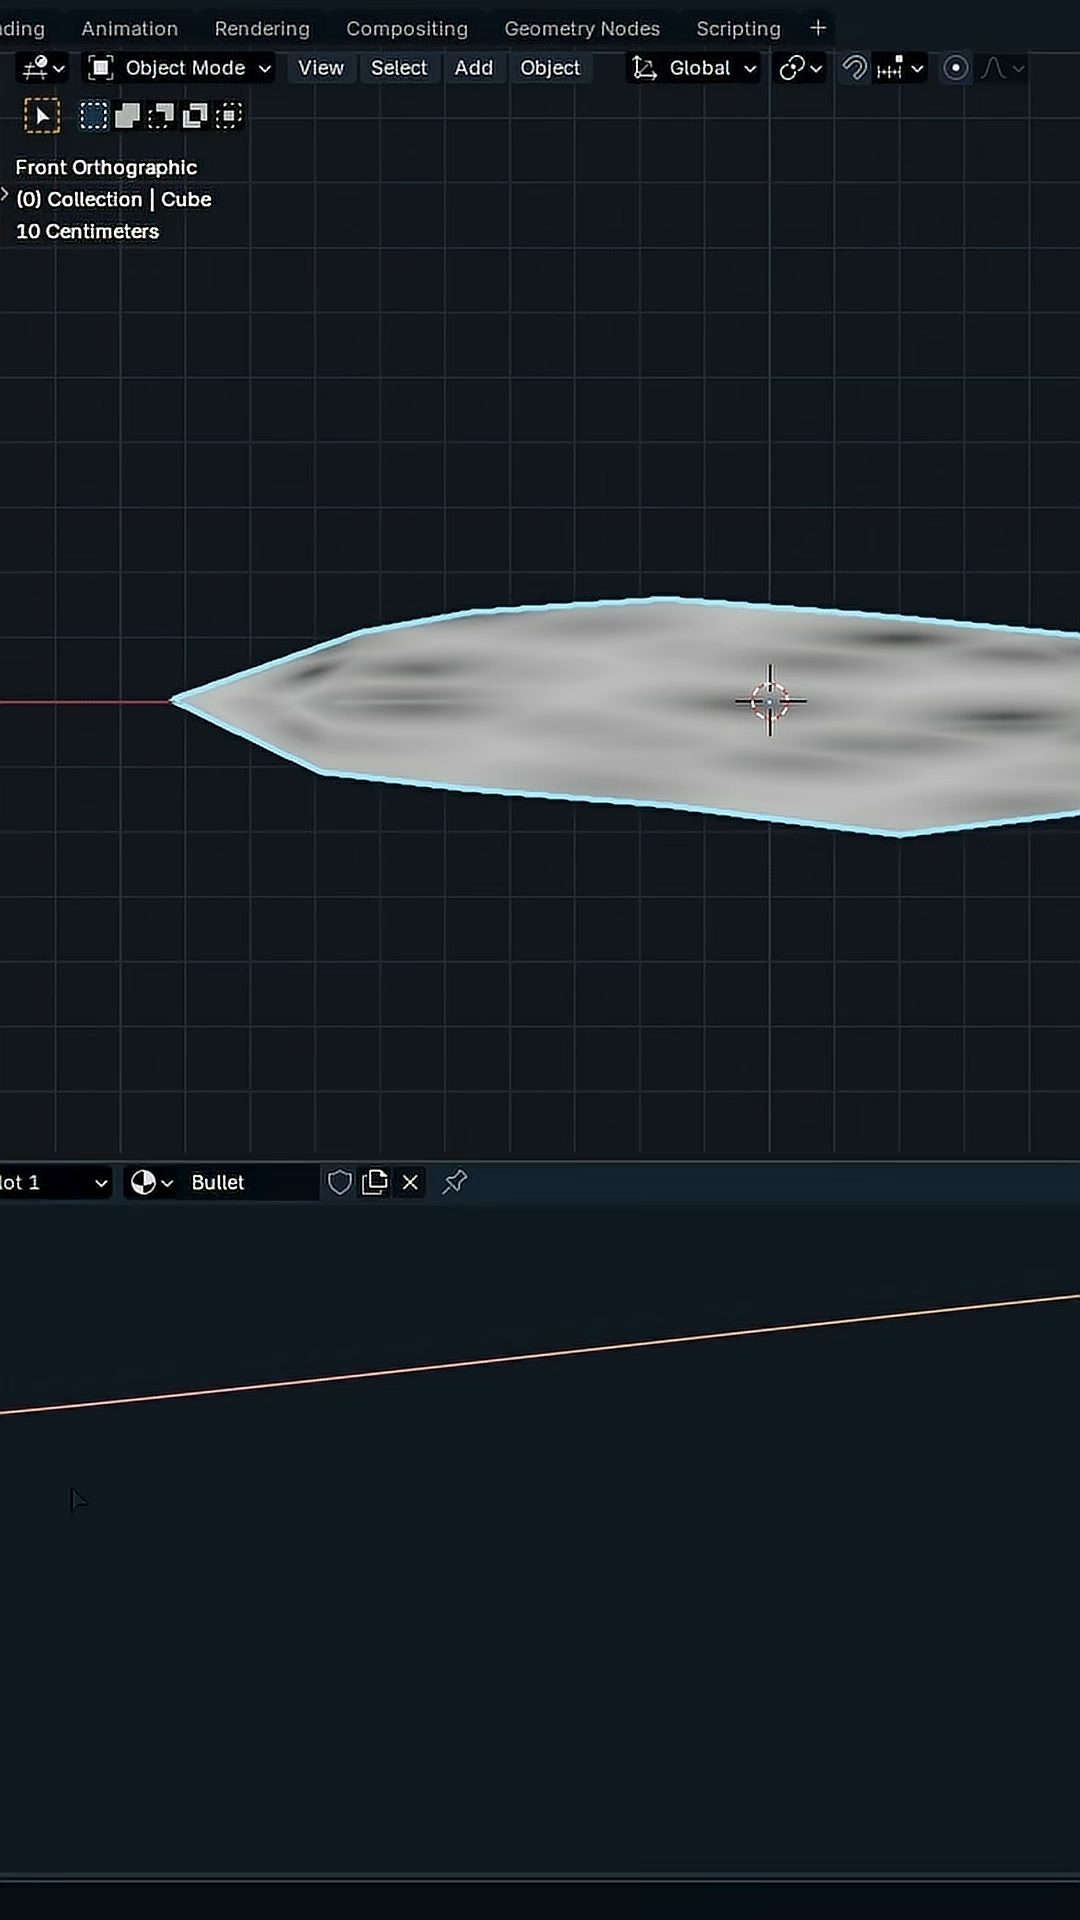 ding Animation Rendering Compositing Geometry Nodes Scripting +
Object Mode View Select Add Object Global
Front Orthographic
(0) Collection | Cube
10 Centimeters
lot 1 Bullet